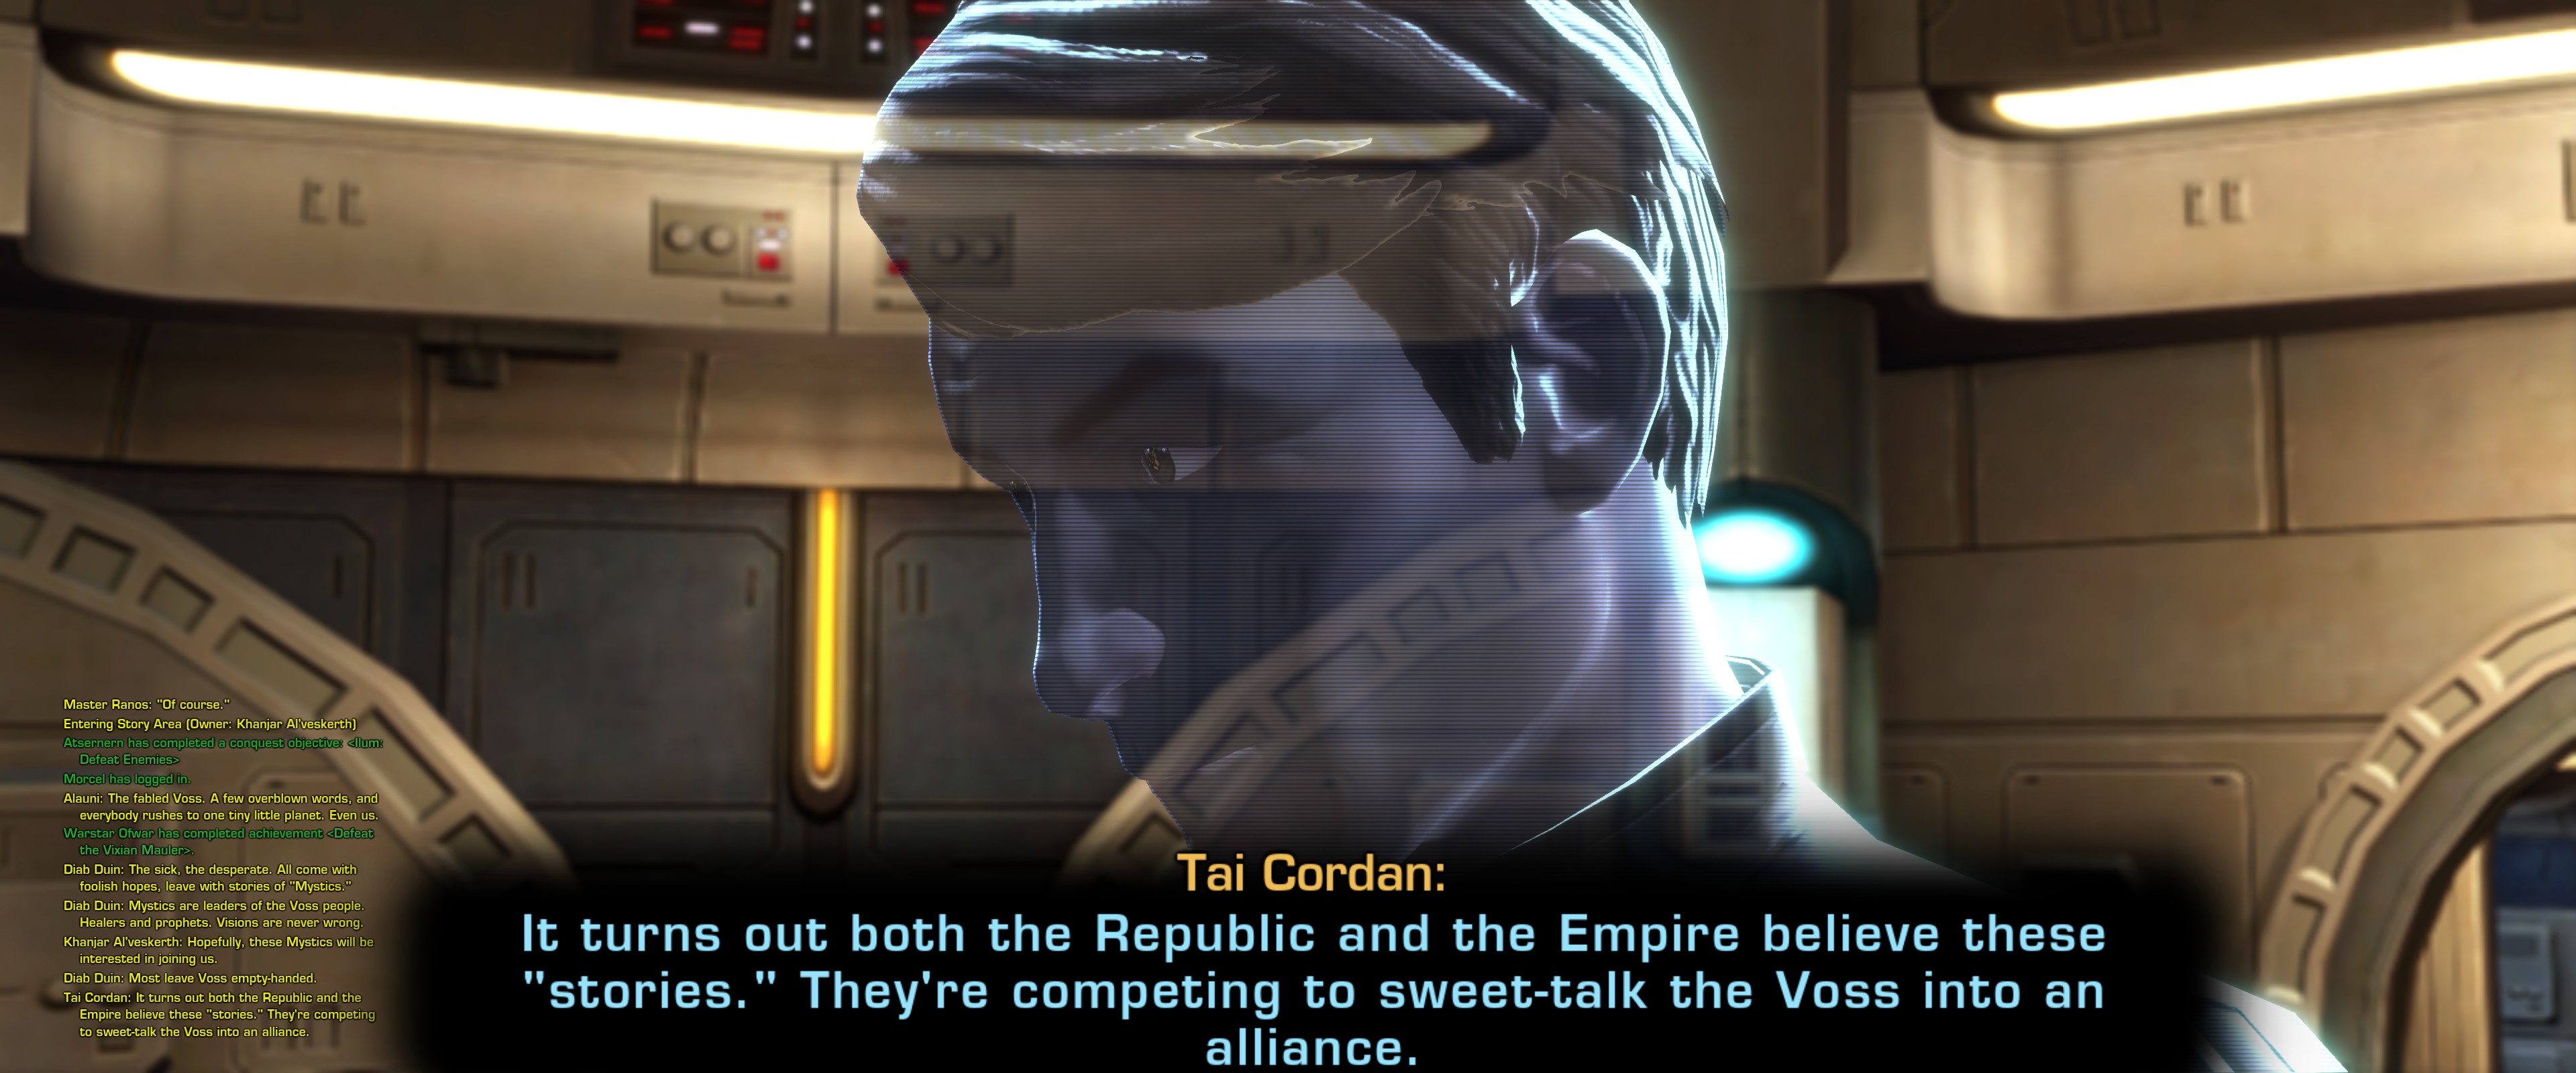 Master Ranos: "Of course."
Entering Story Area (Owner: Khanjar Al'veskerth)
Atsernern has completed a conquest objective: <Ilum:
Defeat Enemies>
Morcel has logged in.
Alauni: The fabled Voss. A few overblown words, and
everybody rushes to one tiny little planet. Even us.
Warstar Ofwar has completed achievement <Defeat
the Vixian Mauler>.
Diab Duin: The sick, the desperate. All come with
foolish hopes, leave with stories of "Mystics."
Diab Duin: Mystics are leaders of the Voss people.
Healers and prophets. Visions are never wrong.
Khanjar Al'veskerth: Hopefully, these Mystics will be
interested in joining us.
Diab Duin: Most leave Voss empty-handed.
Tai Cordan: It turns out both the Republic and the
Empire believe these "stories." They're competing
to sweet-talk the Voss into an alliance.
Tai Cordan:
It turns out both the Republic and the Empire believe these
"stories." They're competing to sweet-talk the Voss into an
alliance.